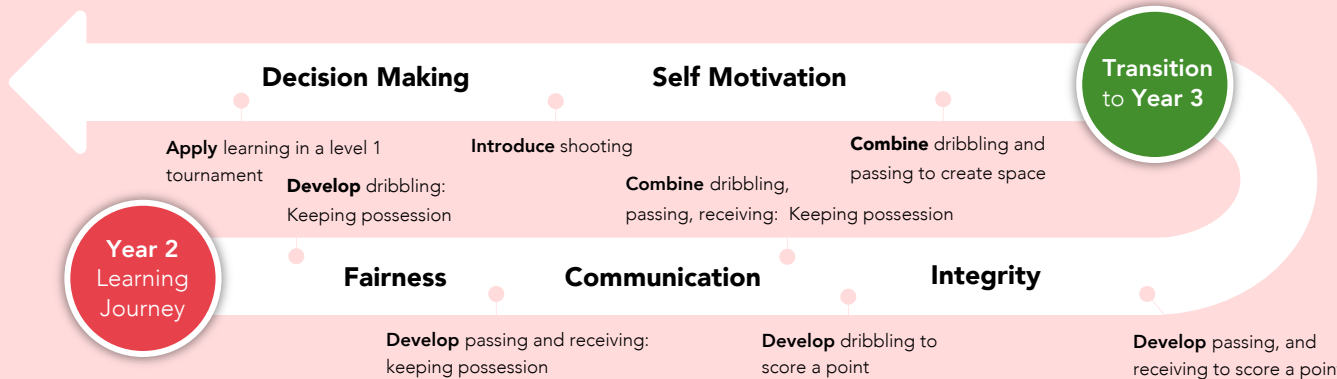 Decision Making
Self Motivation
Transition
to Year 3
Apply learning in a level 1
tournament
Introduce shooting
Combine dribbling and
passing to create space
Develop dribbling:
Keeping possession
Combine dribbling,
passing, receiving: Keeping possession
Year 2
Learning
Journey
Fairness
Communication
Integrity
Develop passing and receiving:
keeping possession
Develop dribbling to
score a point
Develop passing, and
receiving to score a poin